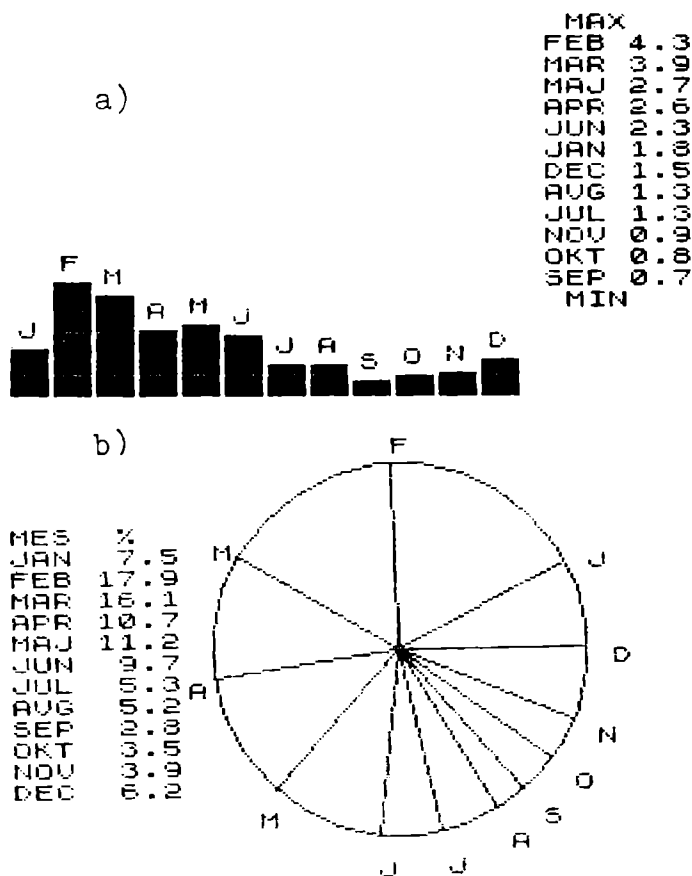 a)
MAX
FEB 4.3
MAR 3.9
MAJ 2.7
APR 2.6
JUN 2.3
JAN 1.8
DEC 1.5
AVG 1.3
JUL 1.3
NOV 0.9
OKT 0.8
SEP 0.7
MIN
J F M A M J J A S O N D
b)
MES %
JAN 7.5
FEB 17.9
MAR 16.1
APR 10.7
MAJ 11.2
JUN 9.7
JUL 5.3
AVG 5.2
SEP 2.8
OKT 3.5
NOV 3.9
DEC 6.2
F
J
D
N
O
S
A
J
J
M
A
M